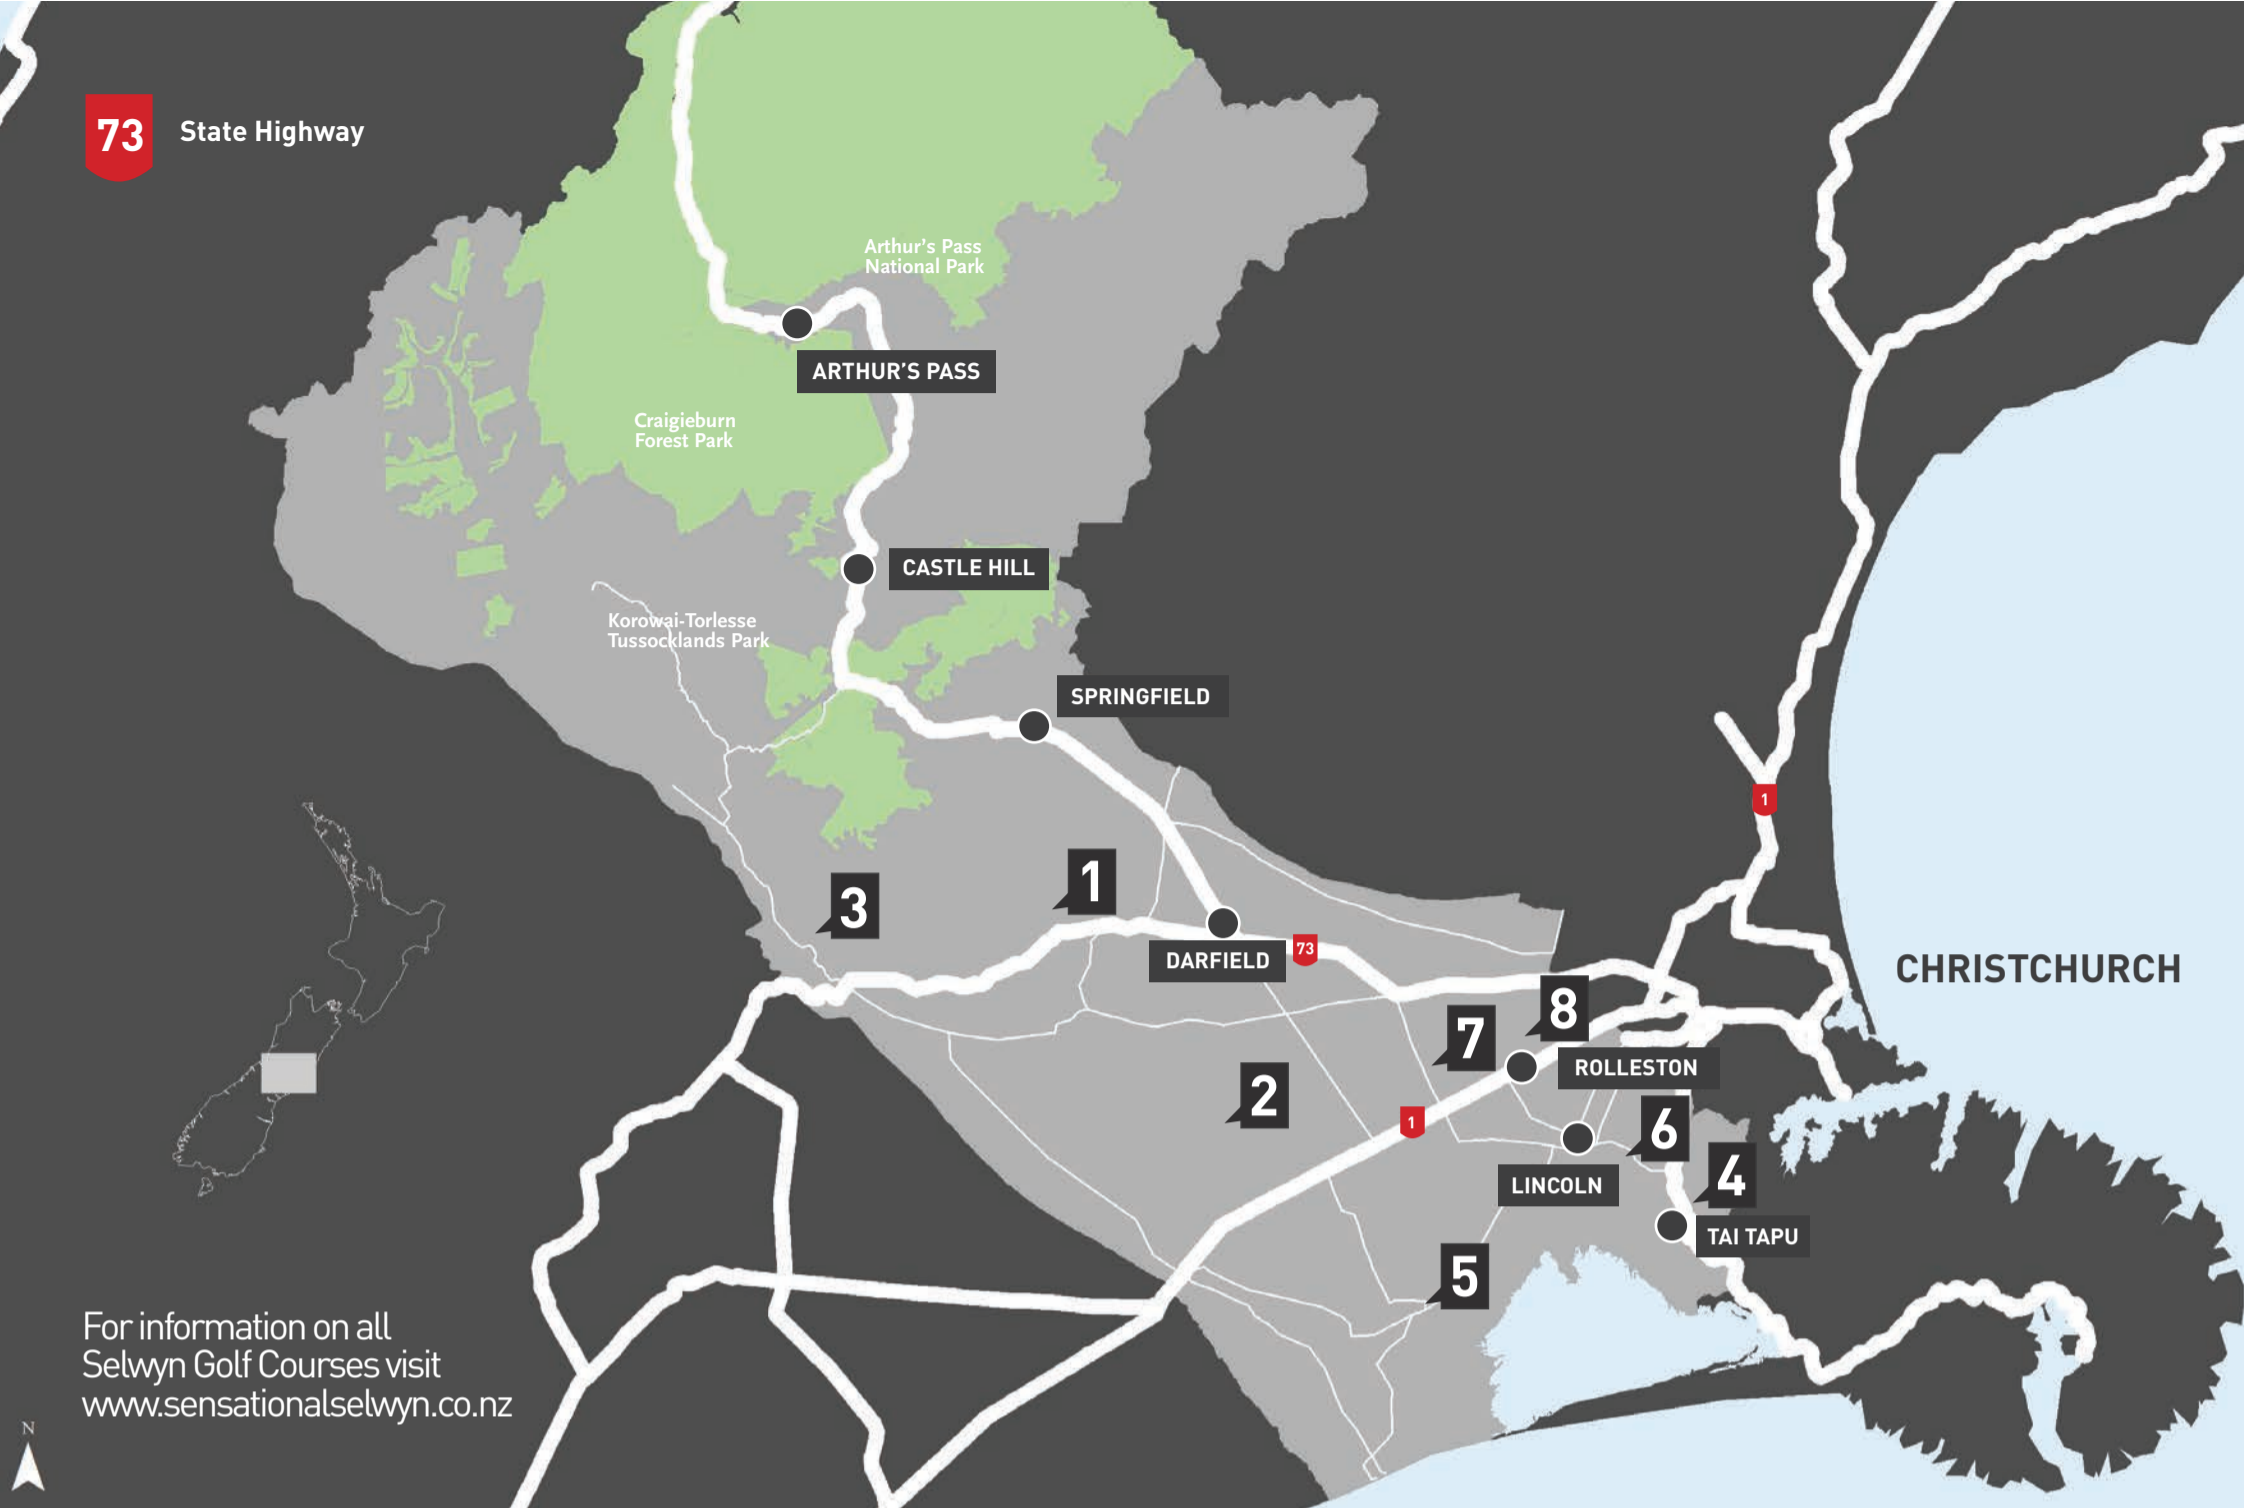 73 State Highway
Arthur's Pass
National Park
ARTHUR'S PASS
Craigieburn
Forest Park
CASTLE HILL
Korowai-Torlesse
Tussocklands Park
SPRINGFIELD
1
1
3
DARFIELD
73
CHRISTCHURCH
8
7
ROLLESTON
2
1
6
4
LINCOLN
TAI TAPU
5
For information on all
Selwyn Golf Courses visit
www.sensationalselwyn.co.nz
N